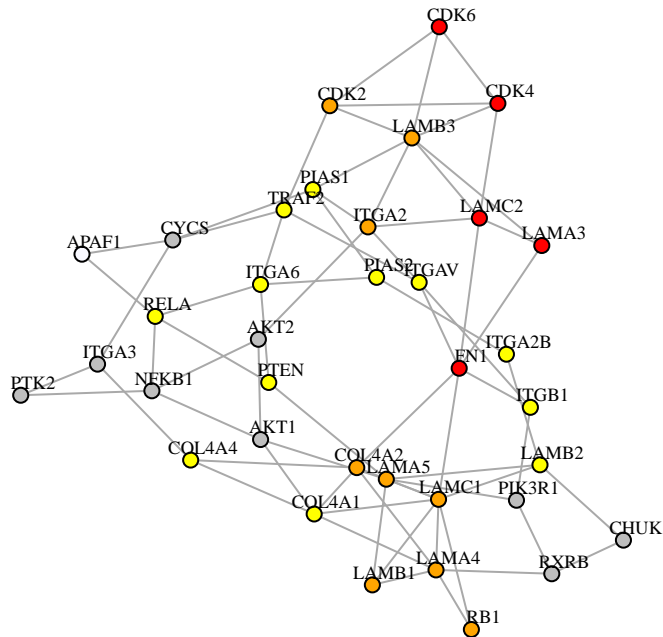 CDK6
CDK2
CDK4
LAMB3
PIAS1
TRAF2
ITGA2
LAMC2
CYCS
LAMA3
APAF1
ITGA6
PIAS2
ITGAV
RELA
AKT2
ITGA2B
ITGA3
FN1
PTK2
NFKB1
PTEN
ITGB1
AKT1
COL4A4
COL4A2
LAMA5
LAMB2
COL4A1
LAMC1
PIK3R1
CHUK
LAMB1
LAMA4
RXRB
RB1